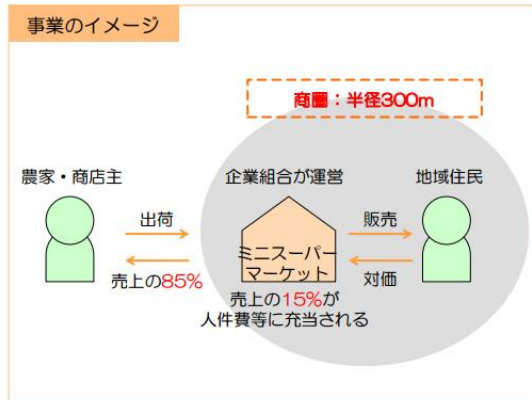 事業のイメージ
商圏：半径300m
農家・商店主
企業組合が運営
地域住民
出荷
販売
ミニスーパー
マーケット
売上の85%
対価
売上の15%が
人件費等に充当される